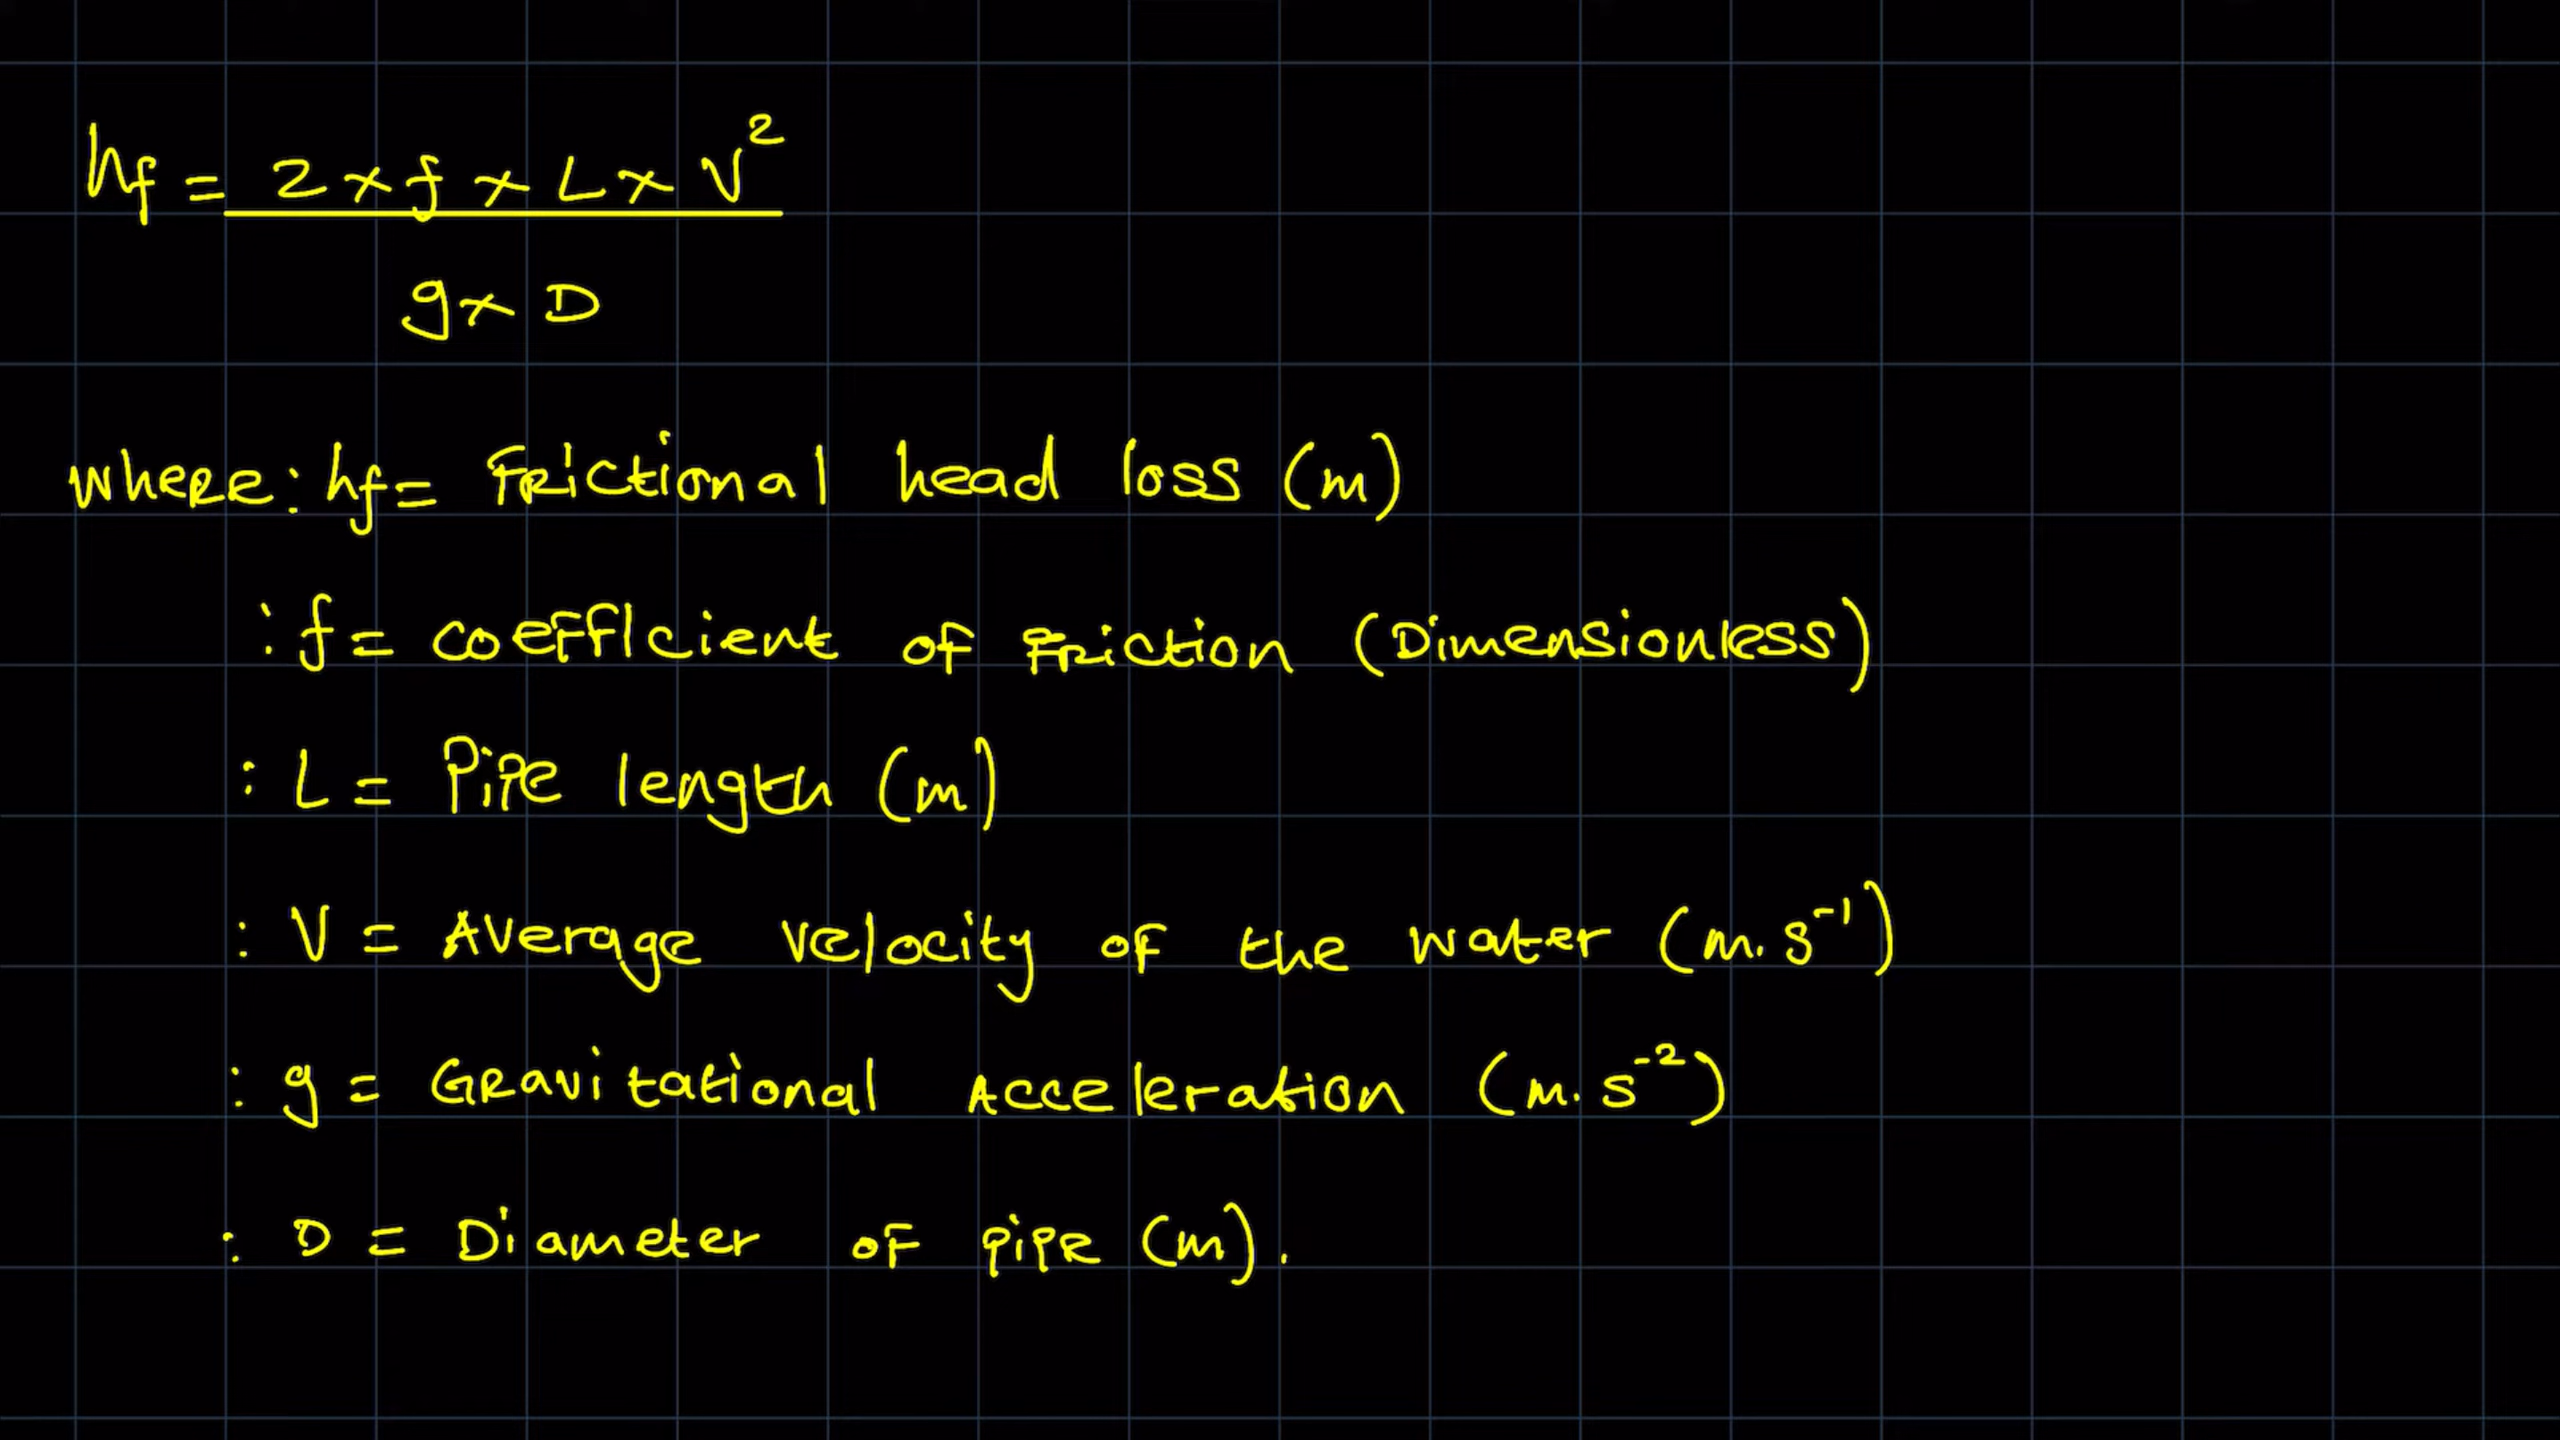 hf = 2 x f x L x V²
g x D
where: hf = Frictional head loss (m)
: f = coefficient of friction (Dimensionless)
: L = Pipe length (m)
: V = Average velocity of the water (m.s⁻¹)
: g = Gravitational Acceleration (m.s⁻²)
: D = Diameter of pipe (m).